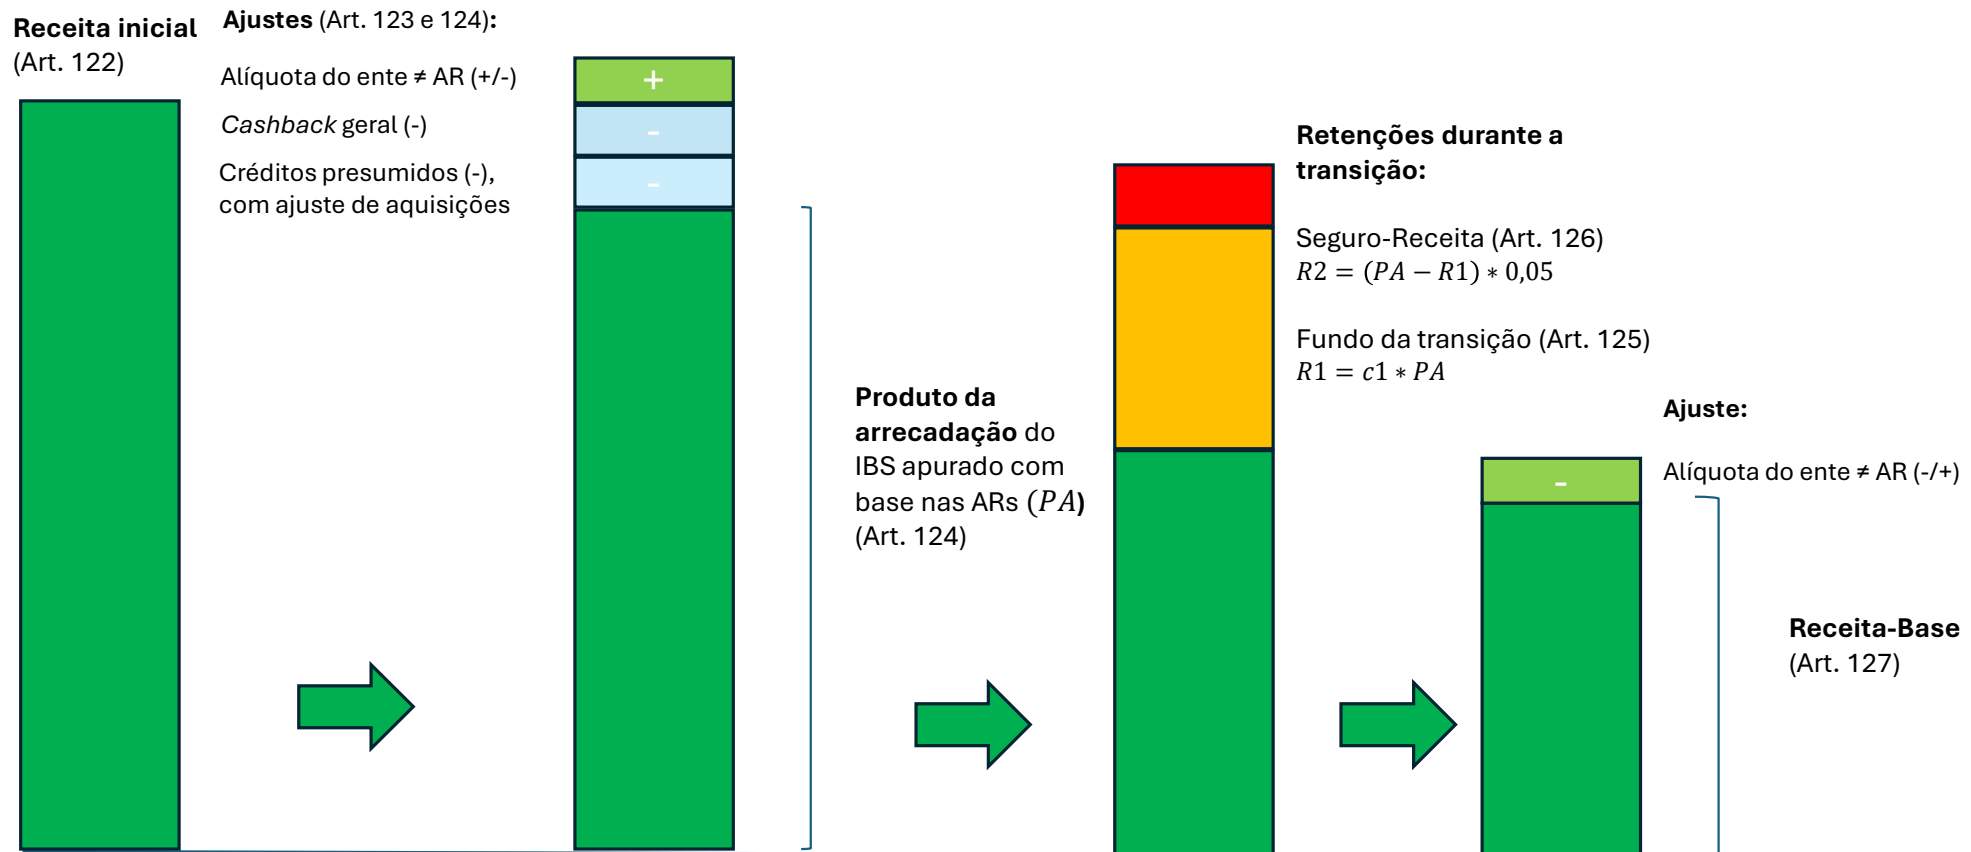 Receita inicial
(Art. 122)
Ajustes (Art. 123 e 124):
Alíquota do ente ≠ AR (+/-)
Cashback geral (-)
Créditos presumidos (-),
com ajuste de aquisições
+
-
-
Produto da
arrecadação do
IBS apurado com
base nas ARs (PA)
(Art. 124)
Retenções durante a
transição:
Seguro-Receita (Art. 126)
R2 = (PA − R1) ∗ 0,05
Fundo da transição (Art. 125)
R1 = c1 ∗ PA
Ajuste:
Alíquota do ente ≠ AR (-/+)
-
Receita-Base
(Art. 127)